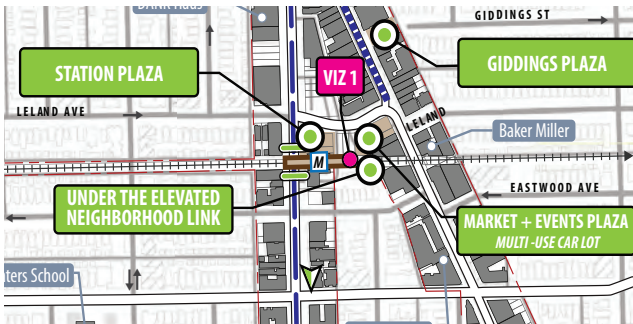 GIDDINGS ST
STATION PLAZA
VIZ 1
GIDDINGS PLAZA
LELAND AVE
LELAND
Baker Miller
M
EASTWOOD AVE
UNDER THE ELEVATED
NEIGHBORHOOD LINK
MARKET + EVENTS PLAZA
MULTI -USE CAR LOT
ters School